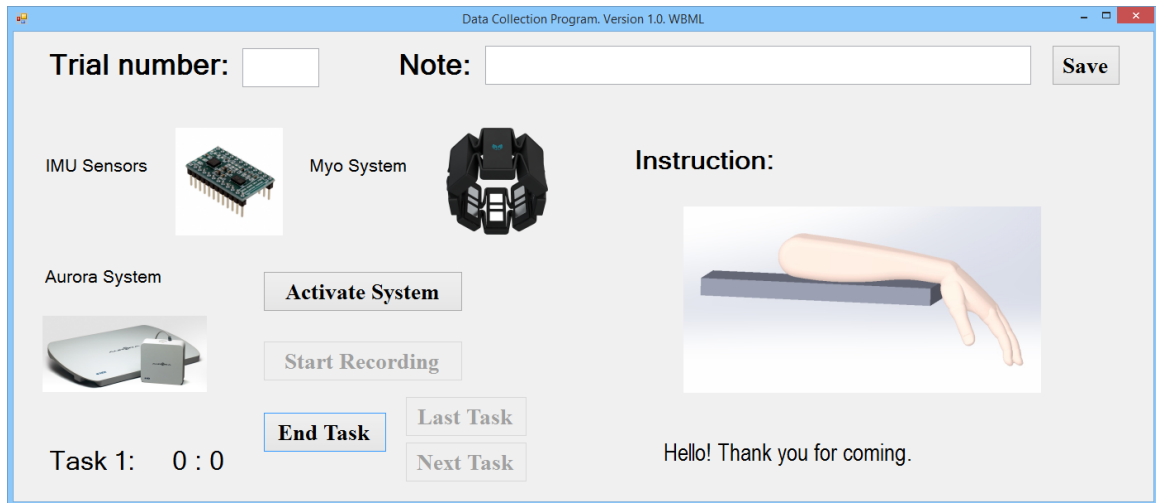 Data Collection Program. Version 1.0. WBML
Trial number:
Note:
Save
IMU Sensors
Myo System
Instruction:
Aurora System
Activate System
Start Recording
End Task
Last Task
Next Task
Task 1: 0 : 0
Hello! Thank you for coming.